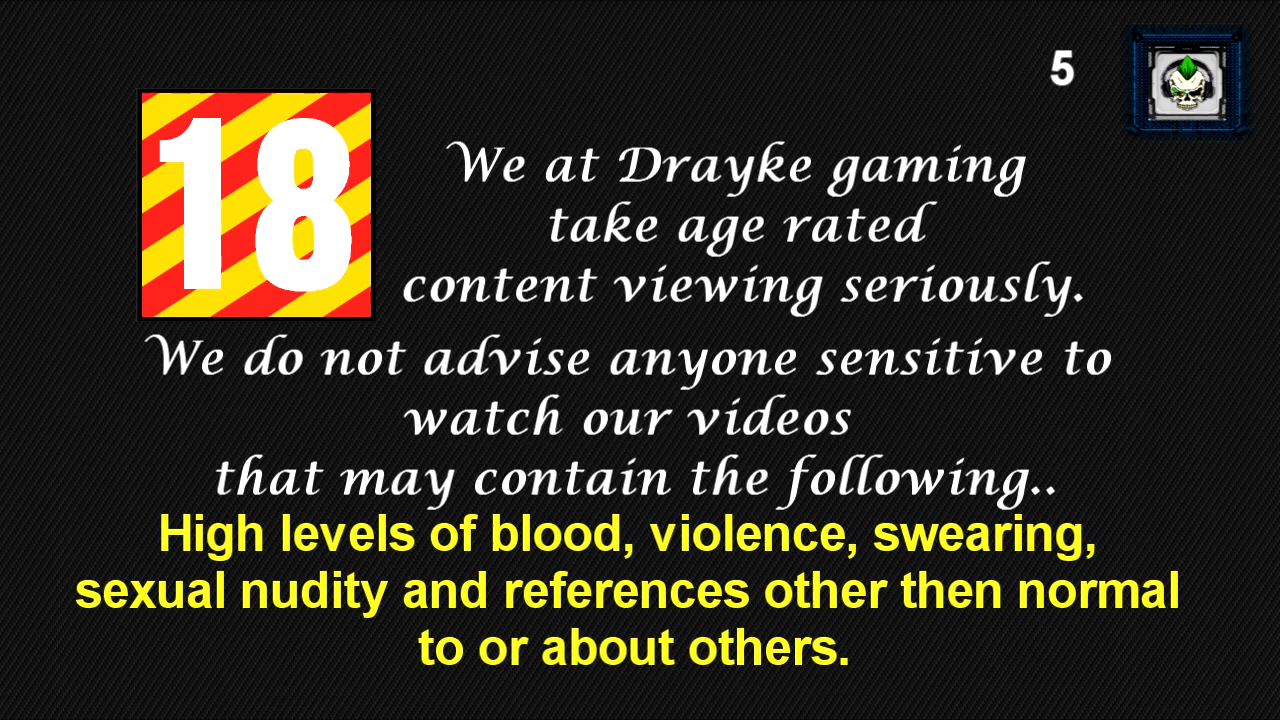 5
18
We at Drayke gaming
take age rated
content viewing seriously.
We do not advise anyone sensitive to
watch our videos
that may contain the following..
High levels of blood, violence, swearing,
sexual nudity and references other then normal
to or about others.